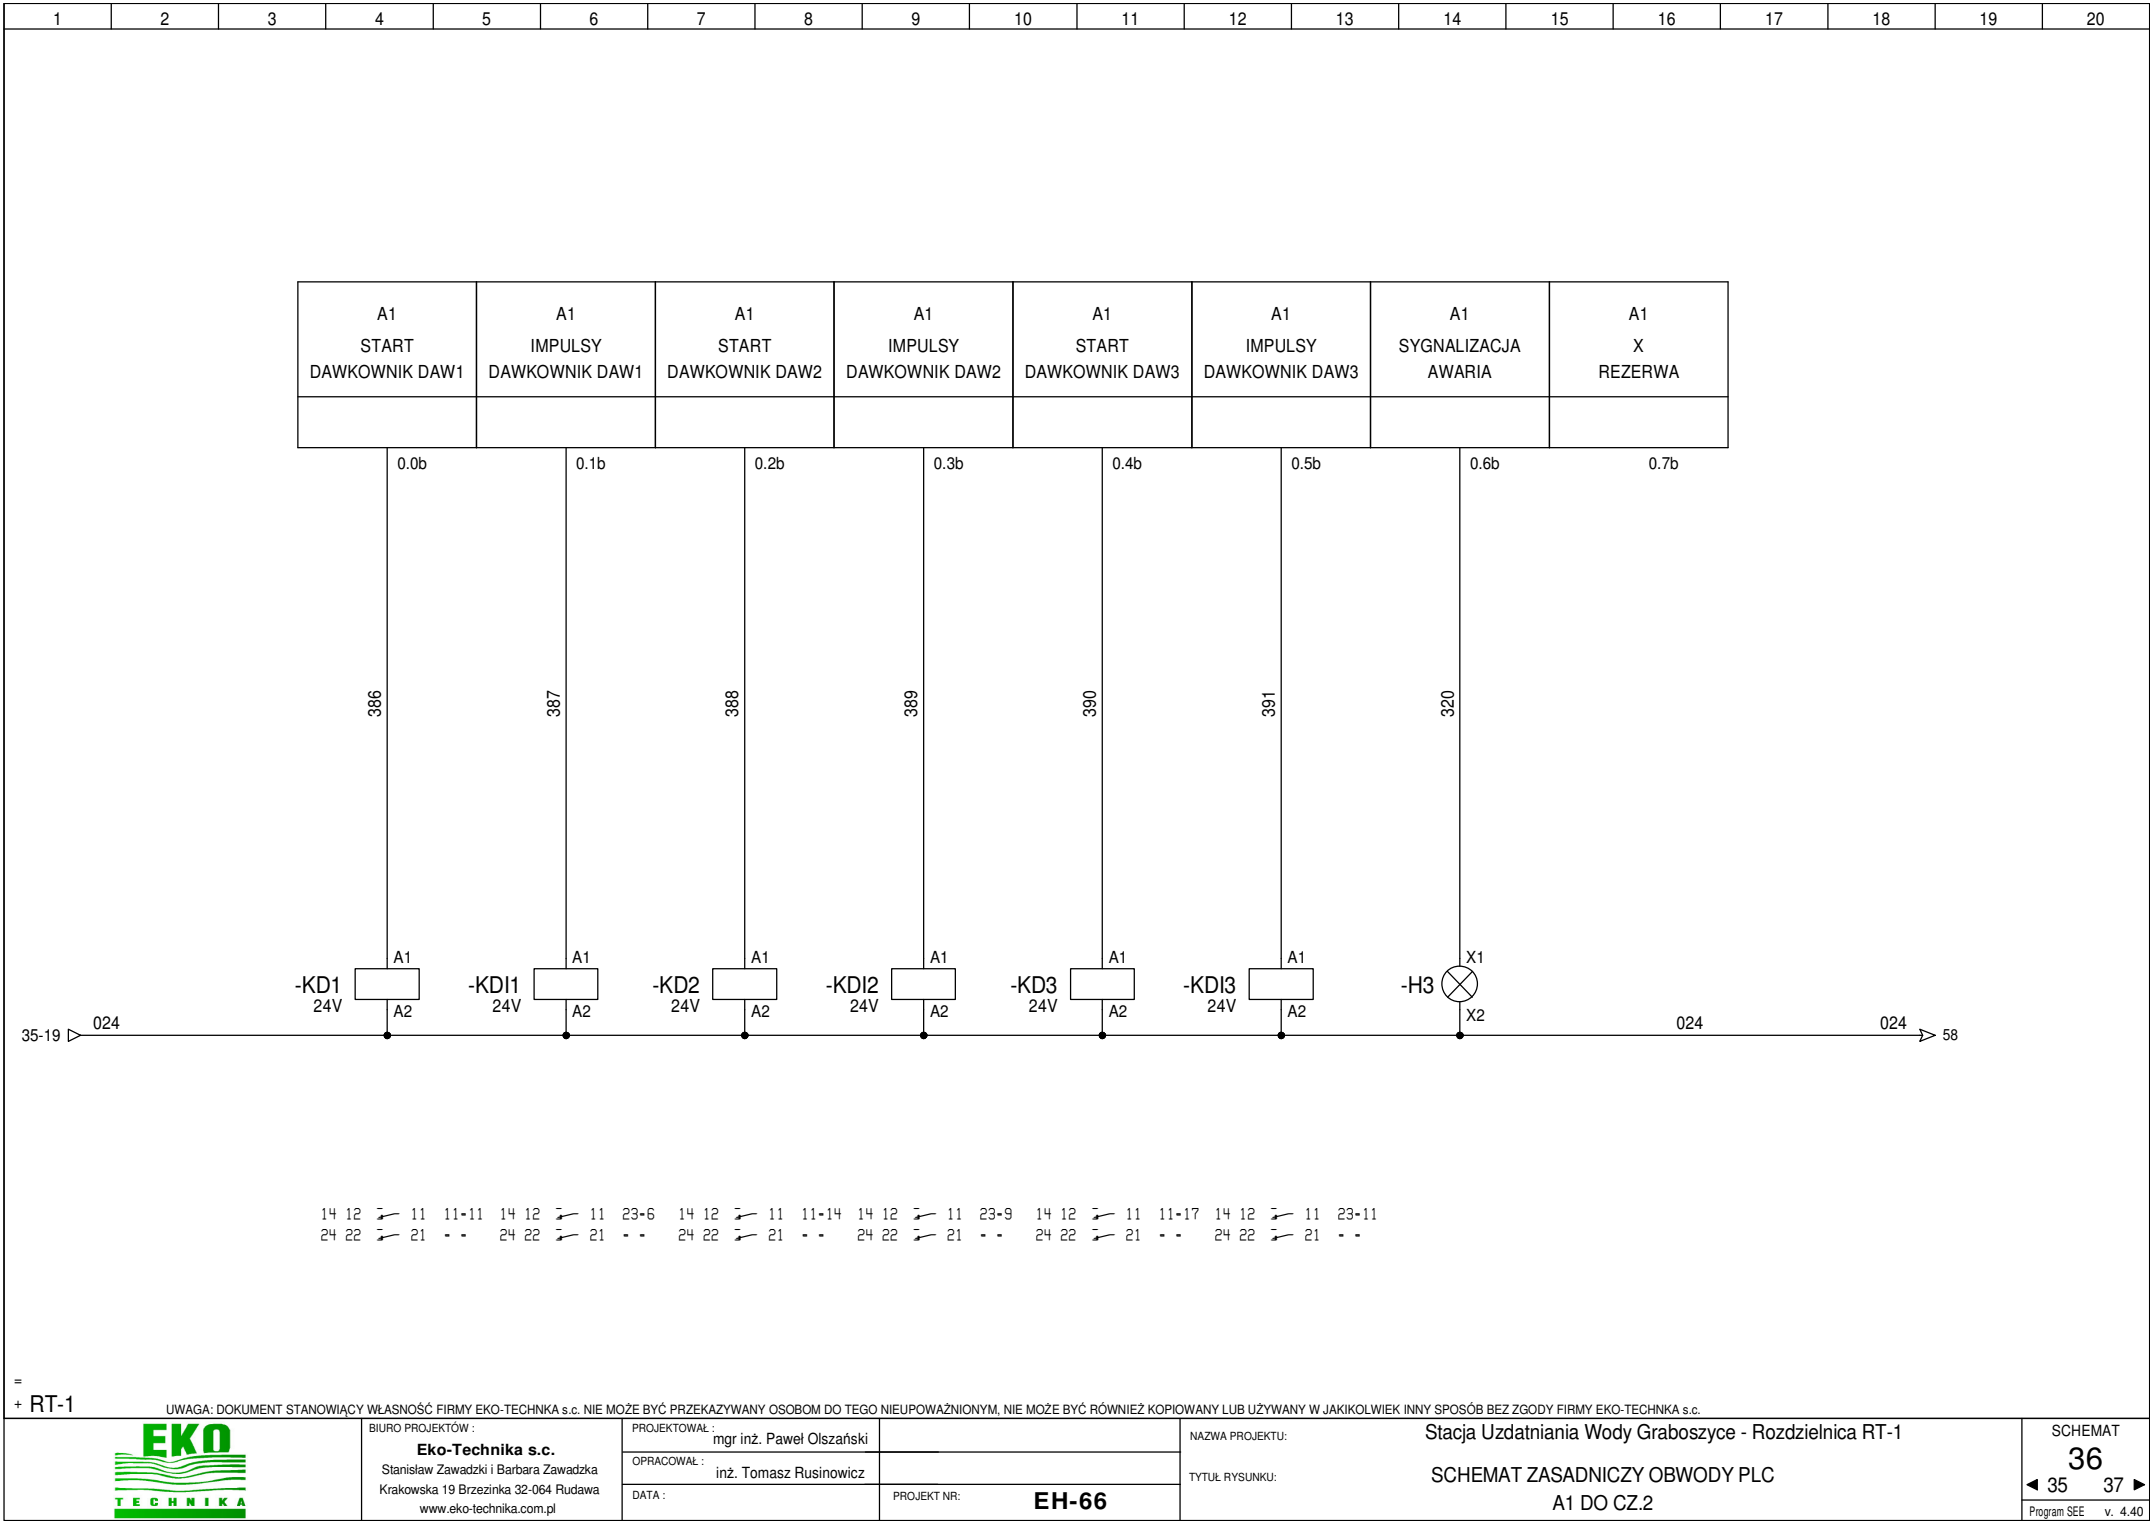 1 2 3 4 5 6 7 8 9 10 11 12 13 14 15 16 17 18 19 20
A1 A1 A1 A1 A1 A1 A1 A1
START IMPULSY START IMPULSY START IMPULSY SYGNALIZACJA X
DAWKOWNIK DAW1 DAWKOWNIK DAW1 DAWKOWNIK DAW2 DAWKOWNIK DAW2 DAWKOWNIK DAW3 DAWKOWNIK DAW3 AWARIA REZERWA
0.0b 0.1b 0.2b 0.3b 0.4b 0.5b 0.6b 0.7b
386 387 388 389 390 391 320
A1 A1 A1 A1 A1 A1 X1
-KD1 -KDI1 -KD2 -KDI2 -KD3 -KDI3 -H3
24V 24V 24V 24V 24V 24V
A2 A2 A2 A2 A2 A2 X2
024 024 024
35-19 58
14 12 11 11-11 14 12 11 23-6 14 12 11 11-14 14 12 11 23-9 14 12 11 11-17 14 12 11 23-11
24 22 21 - - 24 22 21 - - 24 22 21 - - 24 22 21 - - 24 22 21 - - 24 22 21 - -
=
+ RT-1
UWAGA: DOKUMENT STANOWIĄCY WŁASNOŚĆ FIRMY EKO-TECHNKA s.c. NIE MOŻE BYĆ PRZEKAZYWANY OSOBOM DO TEGO NIEUPOWAŻNIONYM, NIE MOŻE BYĆ RÓWNIEŻ KOPIOWANY LUB UŻYWANY W JAKIKOLWIEK INNY SPOSÓB BEZ ZGODY FIRMY EKO-TECHNKA s.c.
EKO
TECHNIKA
BIURO PROJEKTÓW :
Eko-Technika s.c.
Stanisław Zawadzki i Barbara Zawadzka
Krakowska 19 Brzezinka 32-064 Rudawa
www.eko-technika.com.pl
PROJEKTOWAŁ :
mgr inż. Paweł Olszański
OPRACOWAŁ :
inż. Tomasz Rusinowicz
DATA :
PROJEKT NR: EH-66
NAZWA PROJEKTU: Stacja Uzdatniania Wody Graboszyce - Rozdzielnica RT-1
TYTUŁ RYSUNKU: SCHEMAT ZASADNICZY OBWODY PLC
A1 DO CZ.2
SCHEMAT
36
◄ 35 37 ►
Program SEE v. 4.40